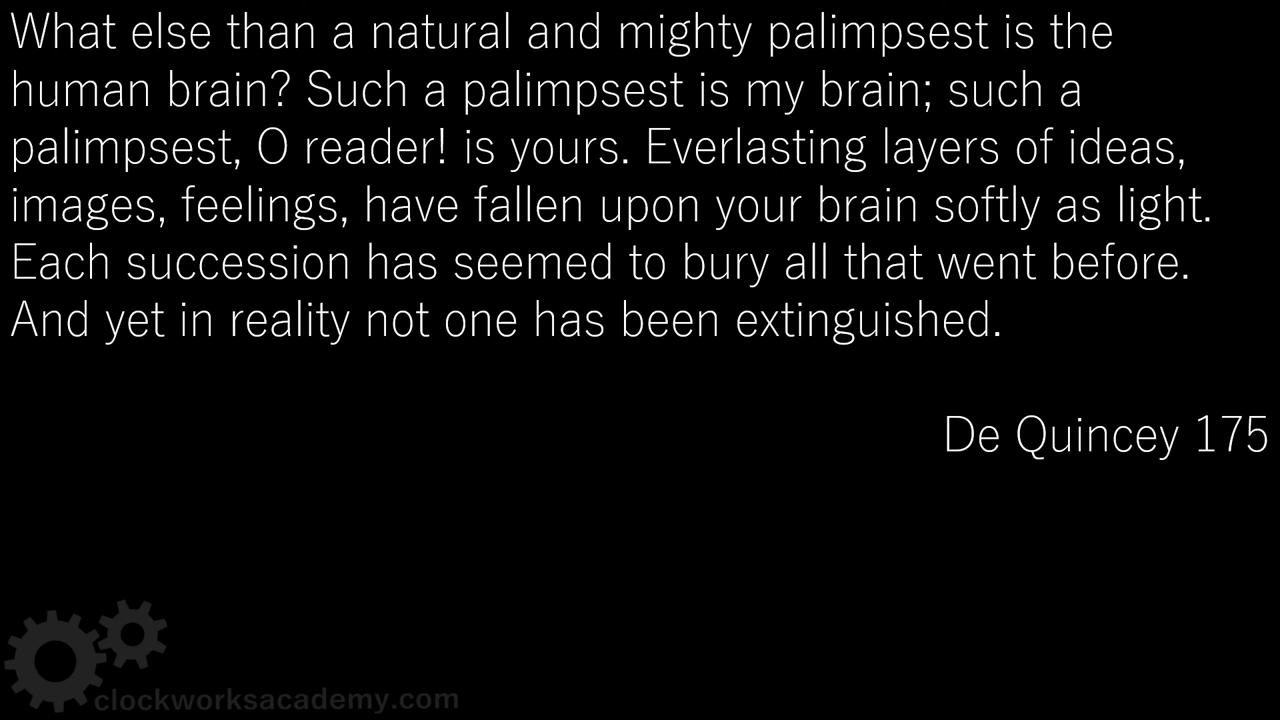 What else than a natural and mighty palimpsest is the
human brain? Such a palimpsest is my brain; such a
palimpsest, O reader! is yours. Everlasting layers of ideas,
images, feelings, have fallen upon your brain softly as light.
Each succession has seemed to bury all that went before.
And yet in reality not one has been extinguished.
De Quincey 175
clockworksacademy.com